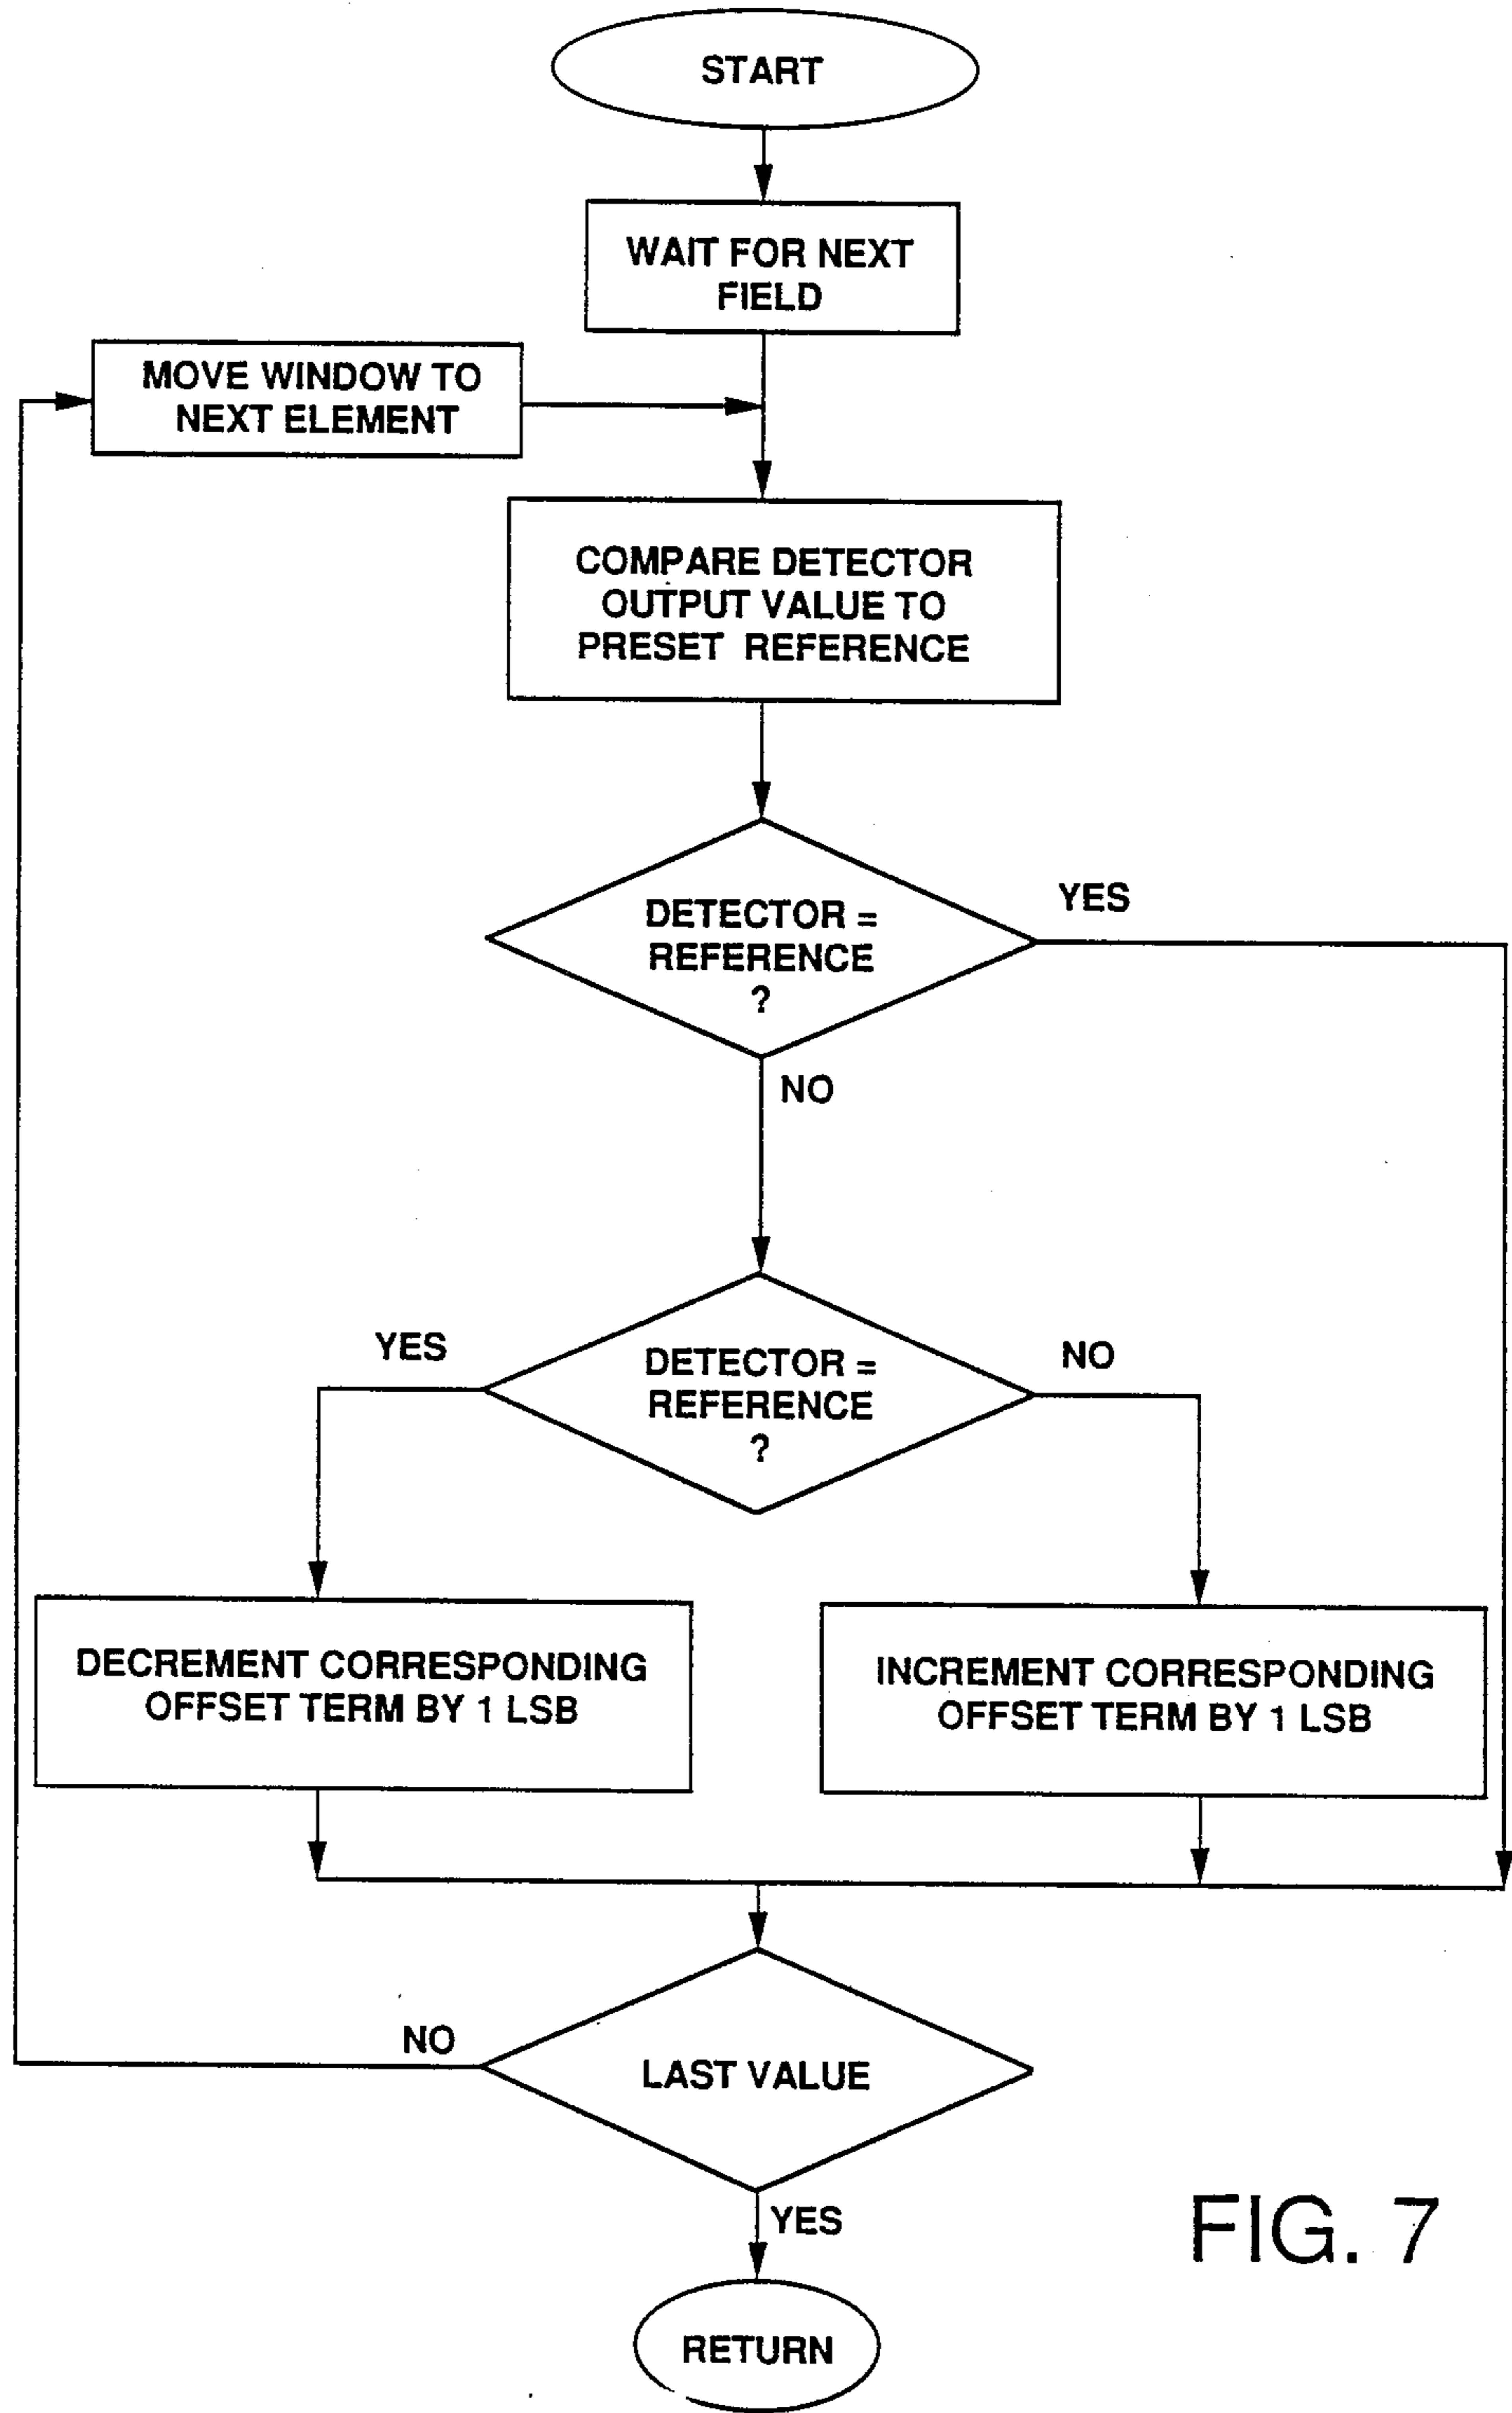 START
WAIT FOR NEXT
FIELD
MOVE WINDOW TO
NEXT ELEMENT
COMPARE DETECTOR
OUTPUT VALUE TO
PRESET REFERENCE
DETECTOR =
REFERENCE
?
YES
NO
DETECTOR =
REFERENCE
?
YES
NO
DECREMENT CORRESPONDING
OFFSET TERM BY 1 LSB
INCREMENT CORRESPONDING
OFFSET TERM BY 1 LSB
LAST VALUE
NO
YES
RETURN
FIG. 7